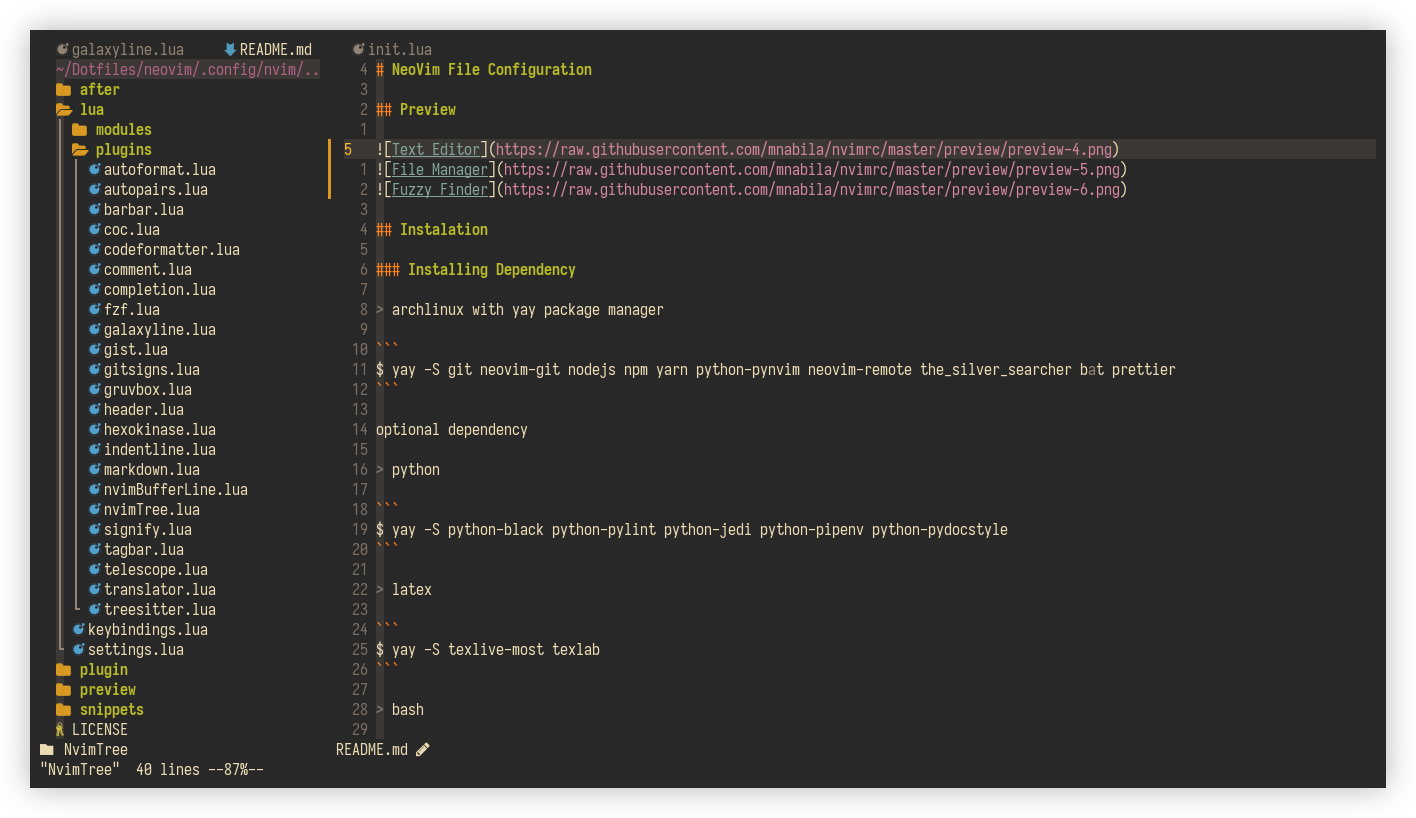 galaxyline.lua README.md init.lua
~/Dotfiles/neovim/.config/nvim/..
after
lua
modules
plugins
autoformat.lua
autopairs.lua
barbar.lua
coc.lua
codeformatter.lua
comment.lua
completion.lua
fzf.lua
galaxyline.lua
gist.lua
gitsigns.lua
gruvbox.lua
header.lua
hexokinase.lua
indentline.lua
markdown.lua
nvimBufferLine.lua
nvimTree.lua
signify.lua
tagbar.lua
telescope.lua
translator.lua
treesitter.lua
keybindings.lua
settings.lua
plugin
preview
snippets
LICENSE
NvimTree
"NvimTree" 40 lines --87%--
4 # NeoVim File Configuration
3
2 ## Preview
1
5 ![Text Editor](https://raw.githubusercontent.com/mnabila/nvimrc/master/preview/preview-4.png)
1 ![File Manager](https://raw.githubusercontent.com/mnabila/nvimrc/master/preview/preview-5.png)
2 ![Fuzzy Finder](https://raw.githubusercontent.com/mnabila/nvimrc/master/preview/preview-6.png)
3
4 ## Instalation
5
6 ### Installing Dependency
7
8 > archlinux with yay package manager
9
10 ```
11 $ yay -S git neovim-git nodejs npm yarn python-pynvim neovim-remote the_silver_searcher bat prettier
12 ```
13
14 optional dependency
15
16 > python
17
18 ```
19 $ yay -S python-black python-pylint python-jedi python-pipenv python-pydocstyle
20 ```
21
22 > latex
23
24 ```
25 $ yay -S texlive-most texlab
26 ```
27
28 > bash
29
README.md